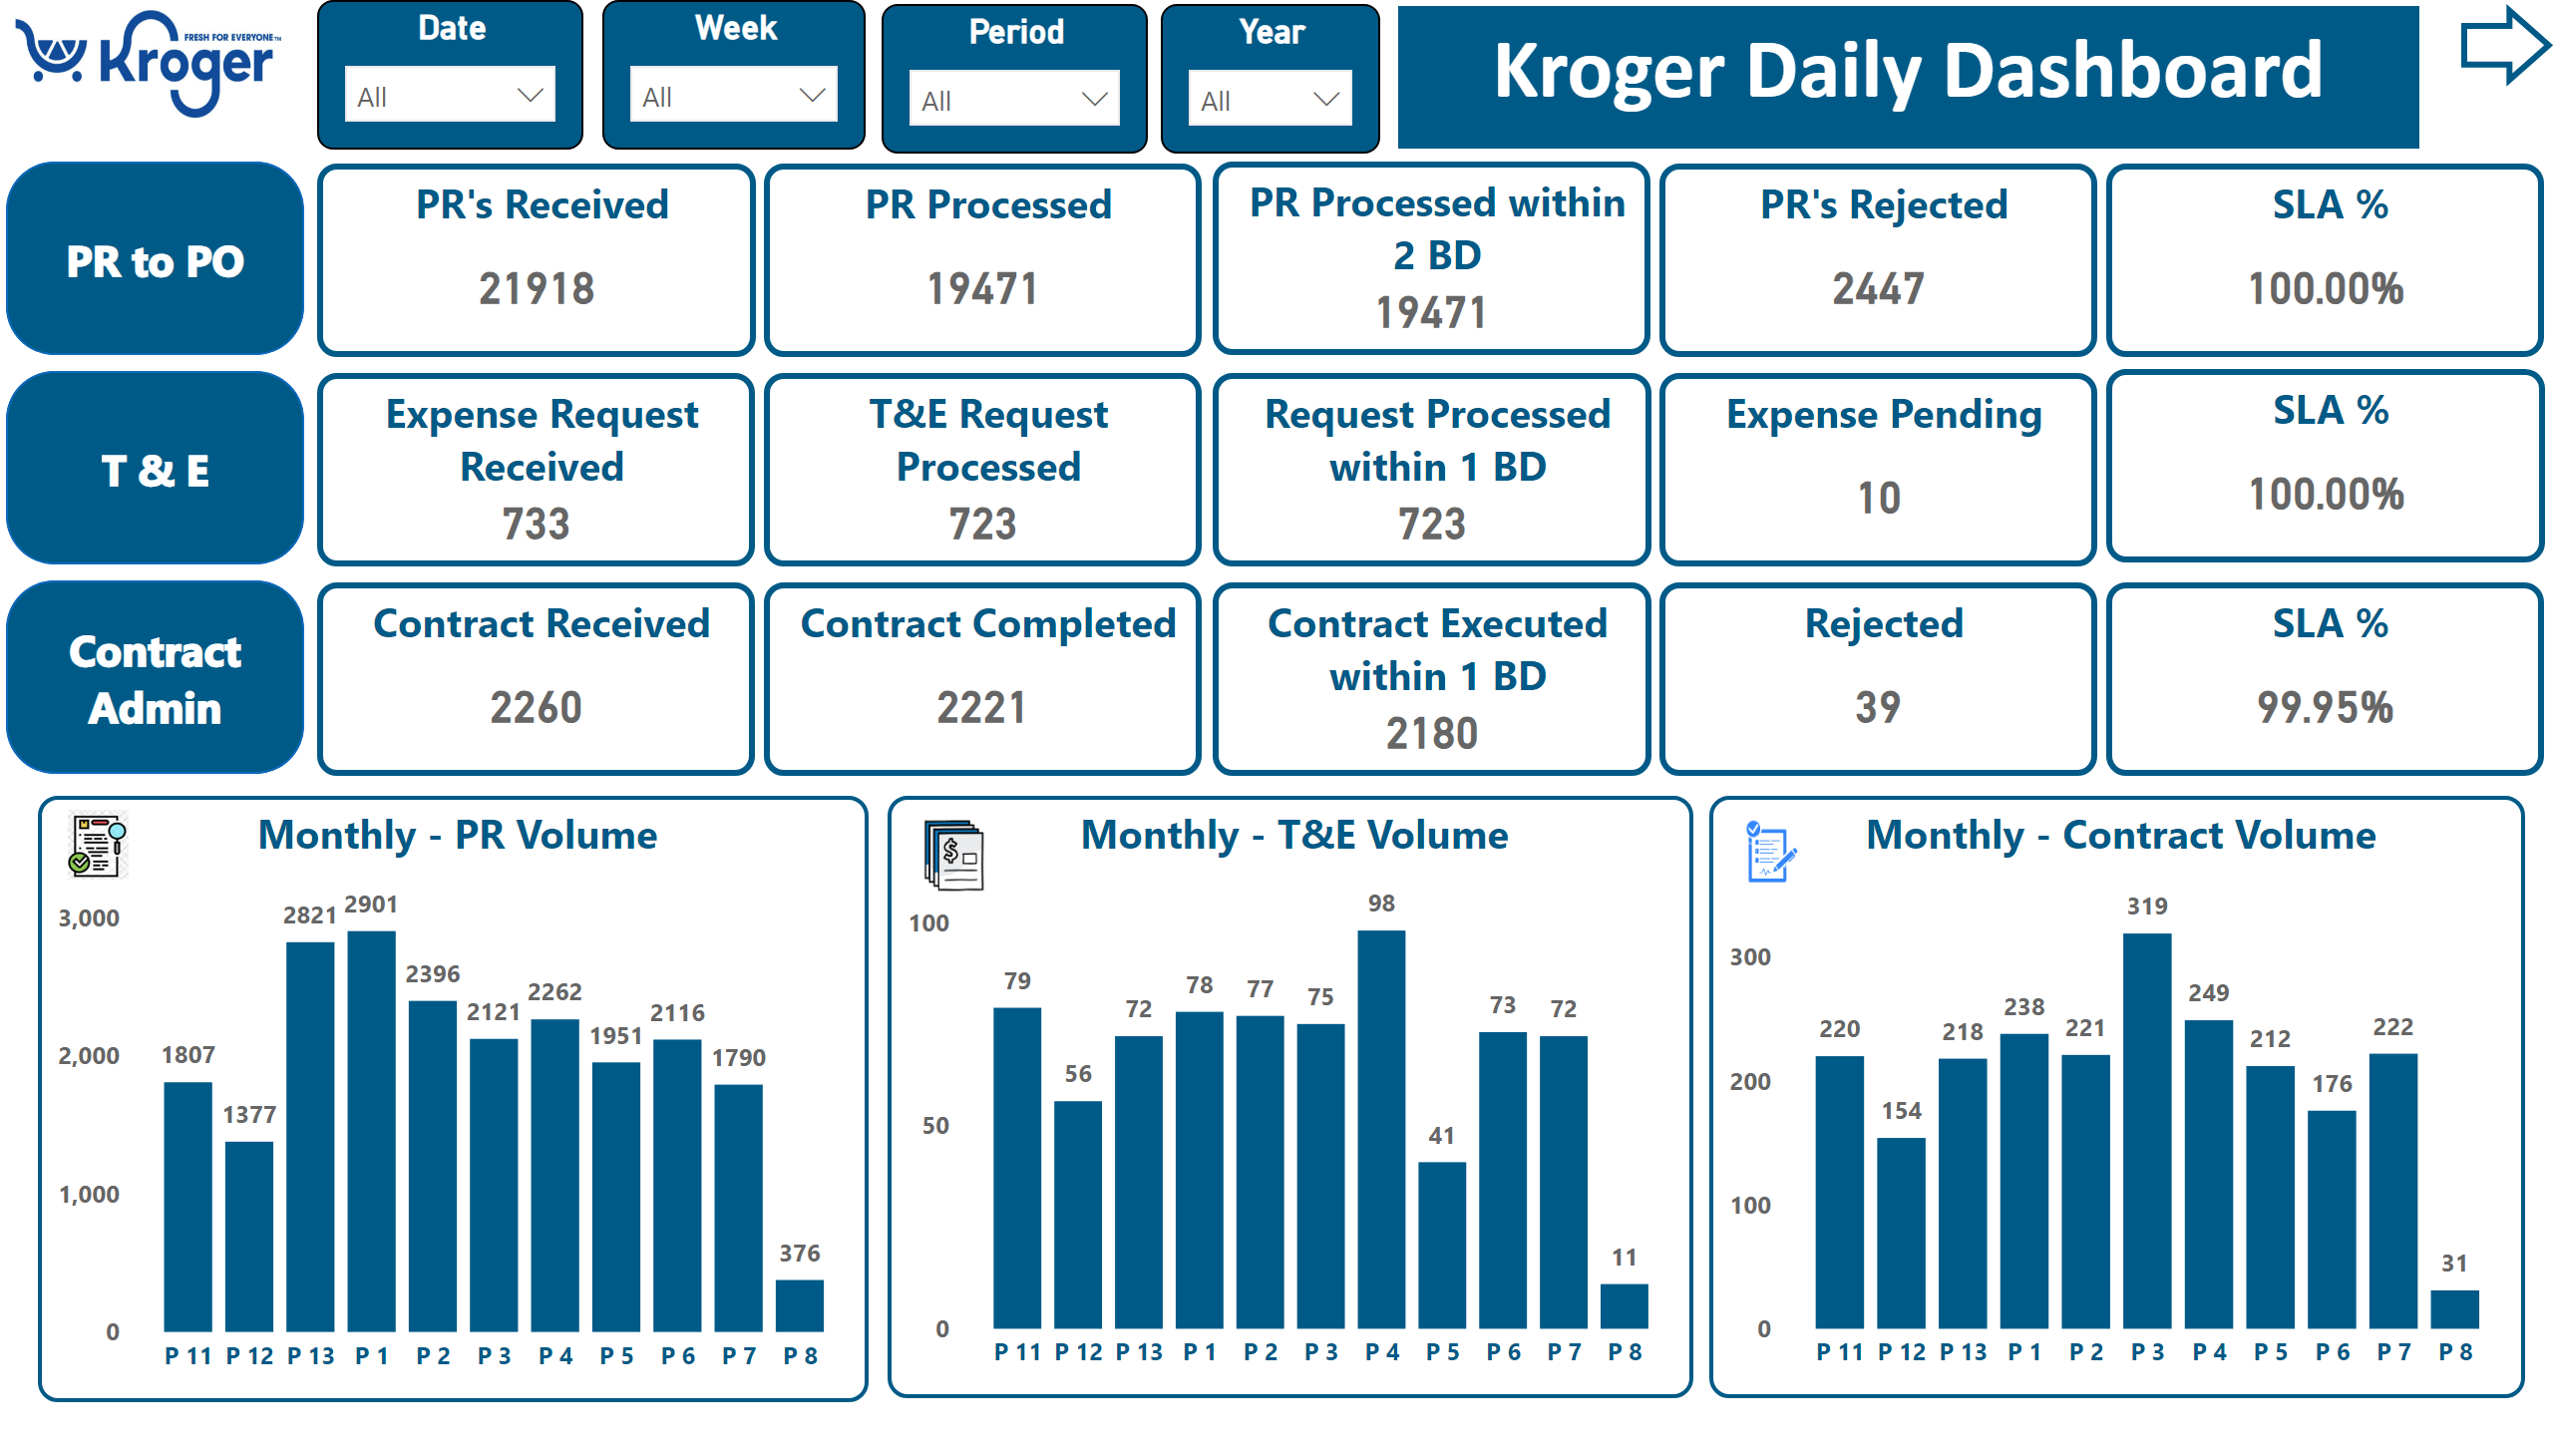 FRESH FOR EVERYONE™
Kroger
Date
All
Week
All
Period
All
Year
All
Kroger Daily Dashboard
PR to PO
PR's Received
21918
PR Processed
19471
PR Processed within
2 BD
19471
PR's Rejected
2447
SLA %
100.00%
T & E
Expense Request
Received
733
T&E Request
Processed
723
Request Processed
within 1 BD
723
Expense Pending
10
SLA %
100.00%
Contract
Admin
Contract Received
2260
Contract Completed
2221
Contract Executed
within 1 BD
2180
Rejected
39
SLA %
99.95%
Monthly - PR Volume
3,000
2,000
1,000
0
1807 1377 2821 2901 2396 2121 2262 1951 2116 1790 376
P 11 P 12 P 13 P 1 P 2 P 3 P 4 P 5 P 6 P 7 P 8
$
Monthly - T&E Volume
100
50
0
79 56 72 78 77 75 98 41 73 72 11
P 11 P 12 P 13 P 1 P 2 P 3 P 4 P 5 P 6 P 7 P 8
Monthly - Contract Volume
300
200
100
0
220 154 218 238 221 319 249 212 176 222 31
P 11 P 12 P 13 P 1 P 2 P 3 P 4 P 5 P 6 P 7 P 8